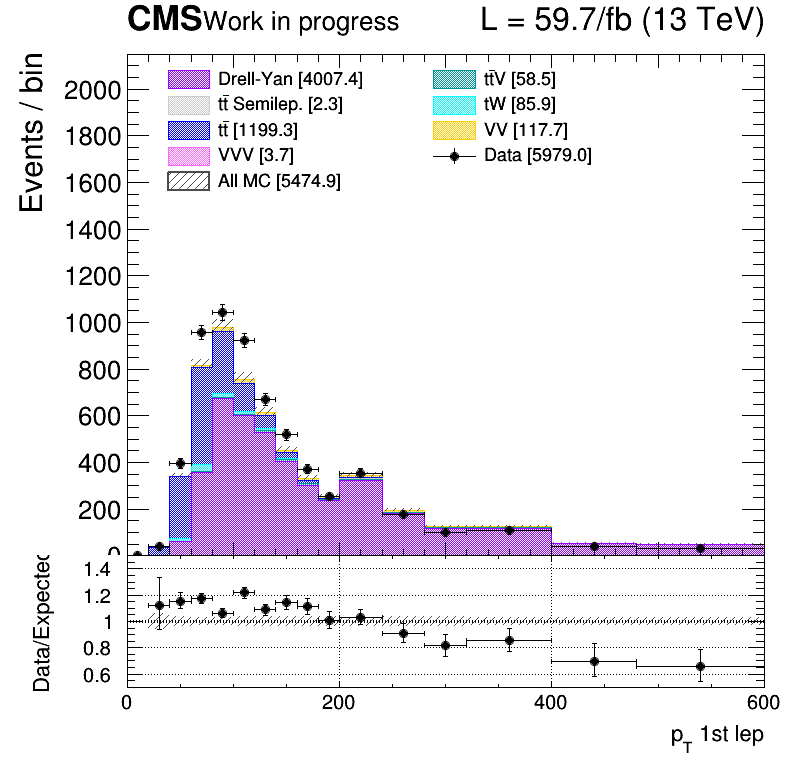 CMS Work in progress L = 59.7/fb (13 TeV)
Events / bin
2000
1800
1600
1400
1200
1000
800
600
400
200
0
Drell-Yan [4007.4]
tt̄ Semilep. [2.3]
tt̄ [1199.3]
VVV [3.7]
All MC [5474.9]
tt̄V [58.5]
tW [85.9]
VV [117.7]
Data [5979.0]
Data/Expected
1.4
1.2
1
0.8
0.6
0 200 400 600
p_T 1st lep